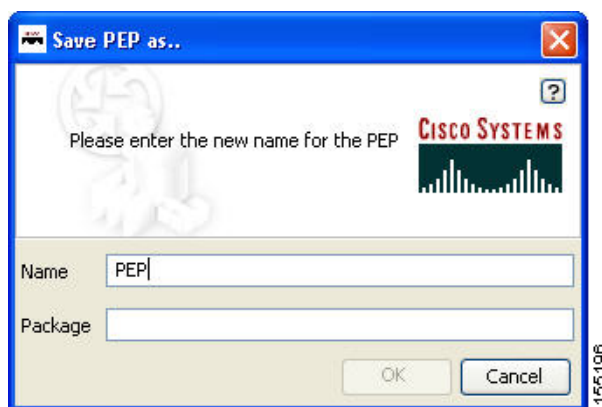 Save PEP as..
?
Please enter the new name for the PEP
CISCO SYSTEMS
Name PEP
Package
OK Cancel
155196